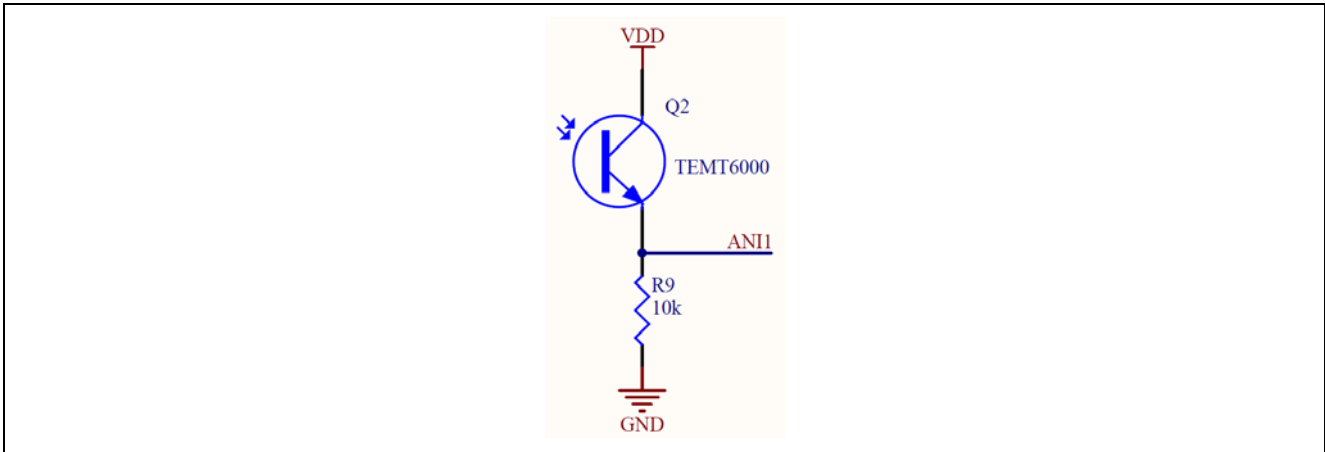 VDD
Q2
TEMT6000
ANI1
R9
10k
GND